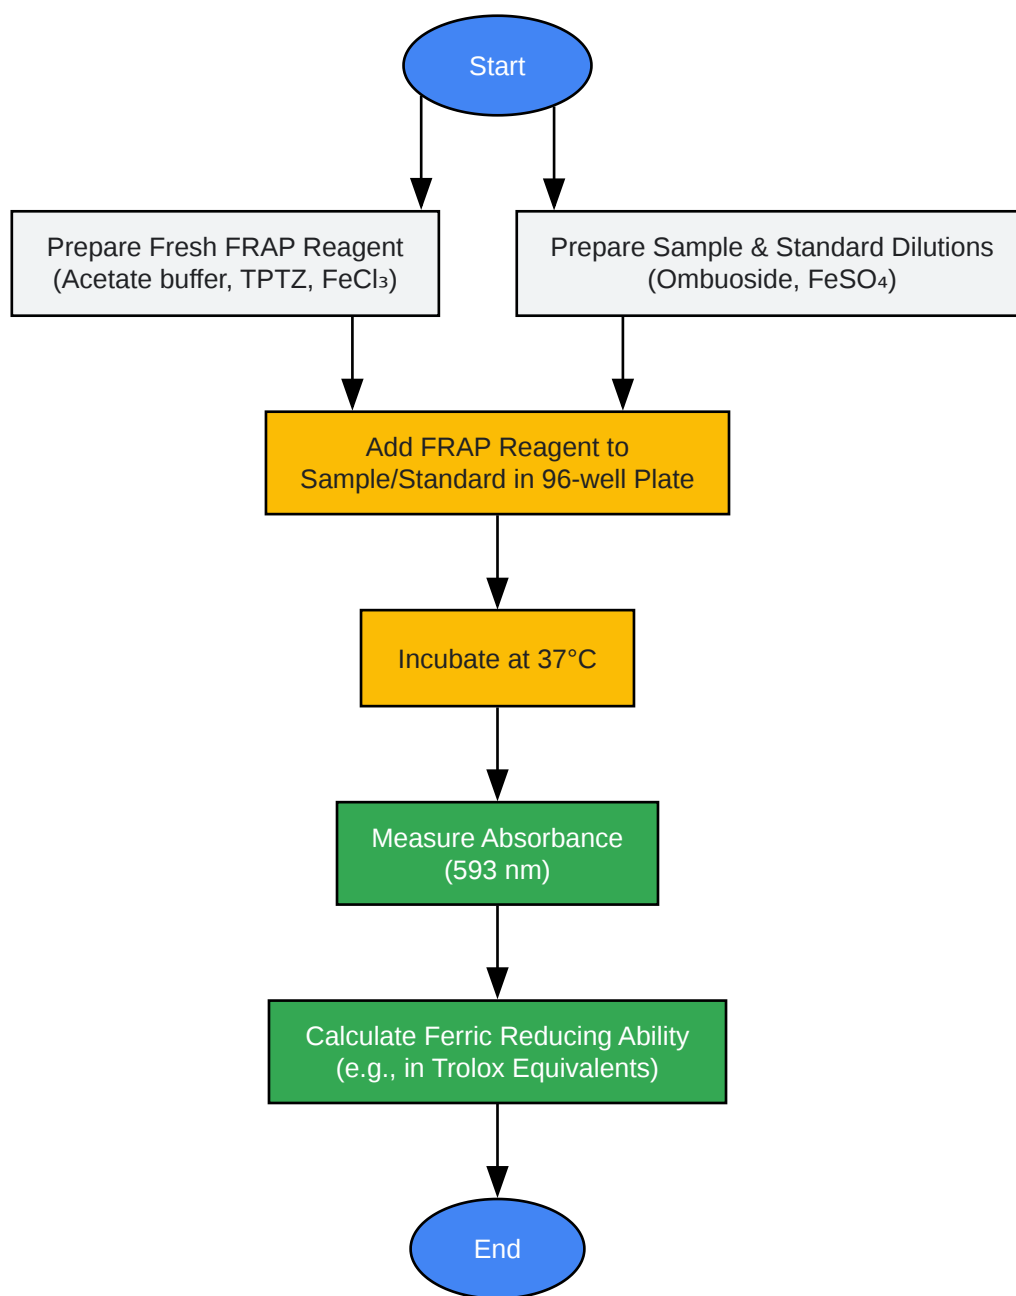 Start
Prepare Fresh FRAP Reagent
(Acetate buffer, TPTZ, FeCl₃)
Prepare Sample & Standard Dilutions
(Ombuoside, FeSO₄)
Add FRAP Reagent to
Sample/Standard in 96-well Plate
Incubate at 37°C
Measure Absorbance
(593 nm)
Calculate Ferric Reducing Ability
(e.g., in Trolox Equivalents)
End